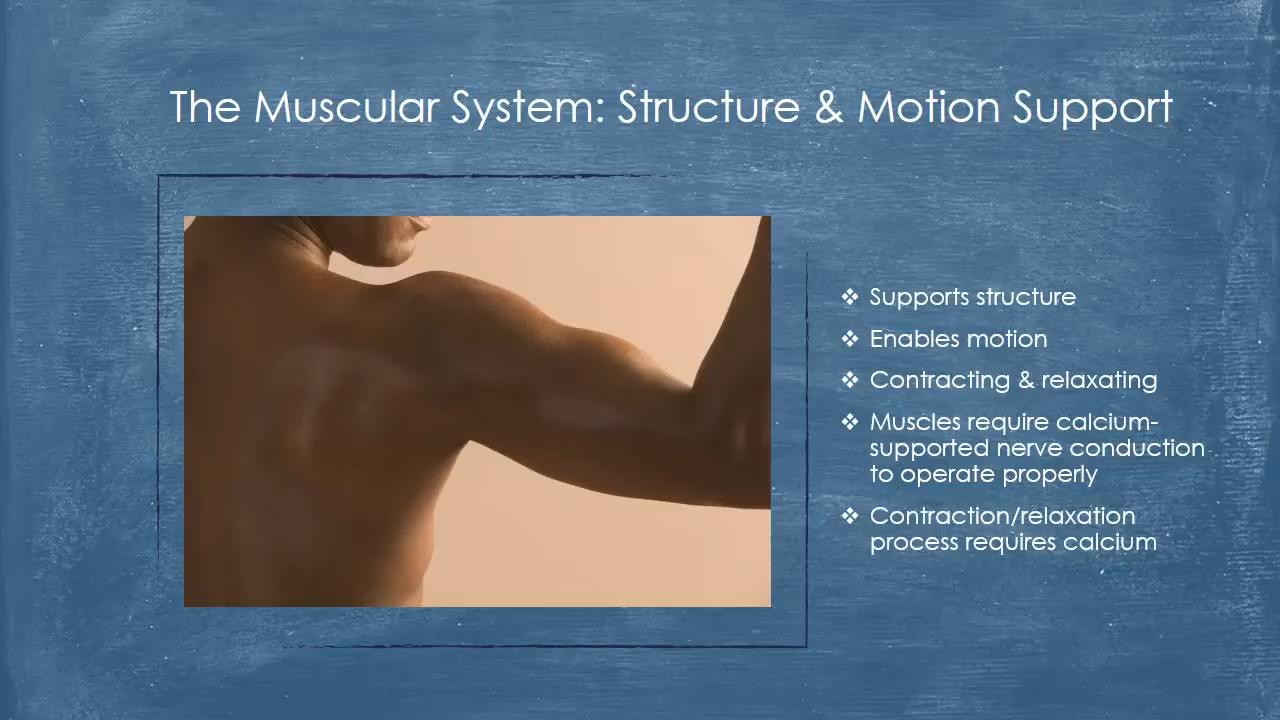 The Muscular System: Structure & Motion Support
❖ Supports structure
❖ Enables motion
❖ Contracting & relaxating
❖ Muscles require calcium-
supported nerve conduction
to operate properly
❖ Contraction/relaxation
process requires calcium